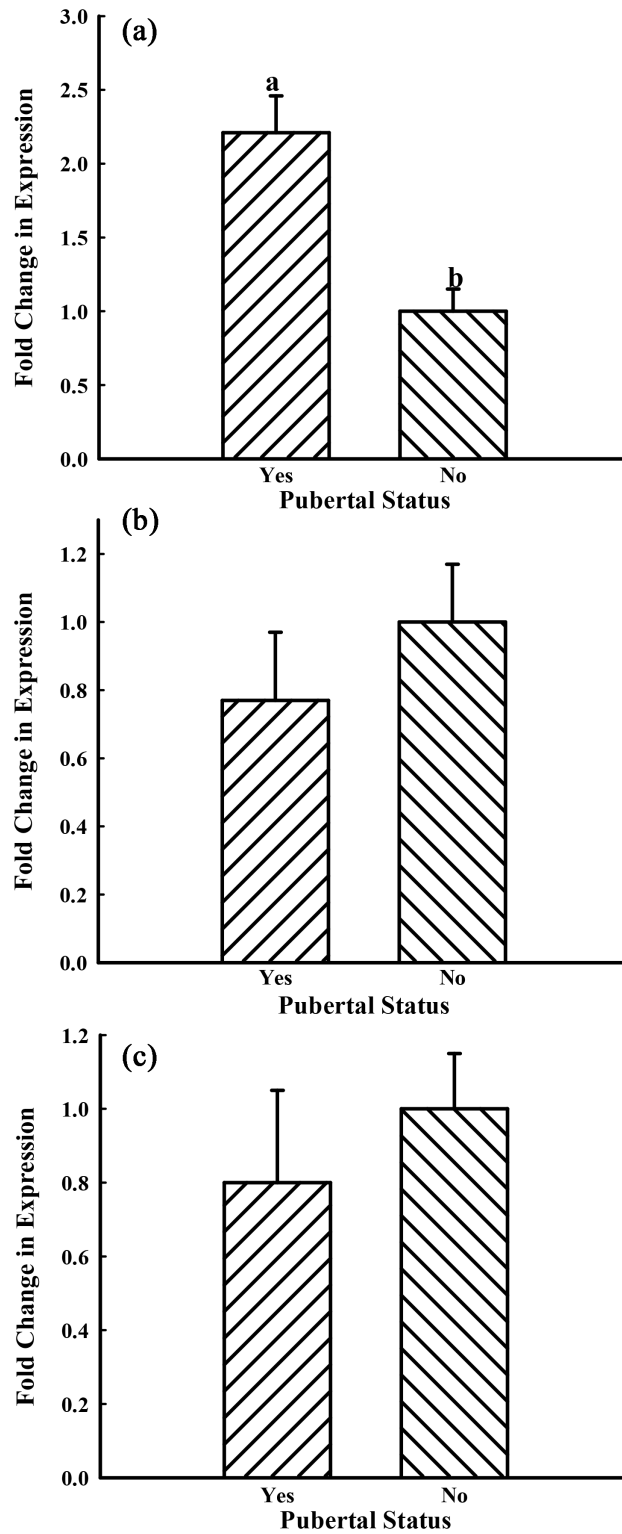 (a)
Fold Change in Expression
3.0
2.5
2.0
1.5
1.0
0.5
0.0
a
b
Yes No
Pubertal Status
(b)
Fold Change in Expression
1.2
1.0
0.8
0.6
0.4
0.2
0.0
Yes No
Pubertal Status
(c)
Fold Change in Expression
1.2
1.0
0.8
0.6
0.4
0.2
0.0
Yes No
Pubertal Status